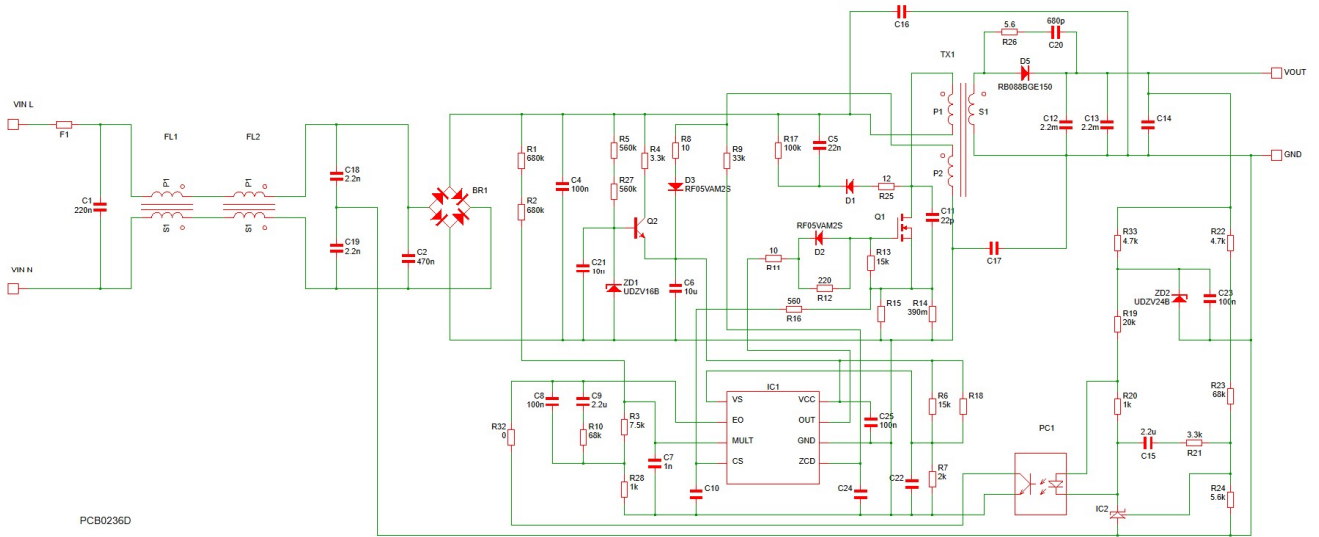 C16
5.6
R26
680p
C20
TX1
D5
RB088BGE150
VOUT
VIN L
F1
P1
S1
C12
2.2m
C13
2.2m
C14
FL1
FL2
R1
680k
R5
560k
R4
3.3k
R8
10
R9
33k
R17
100k
C5
22n
GND
P2
C18
2.2n
C4
100n
R27
560k
D3
RF05VAM2S
12
R25
D1
P1
S1
P1
S1
C1
220n
BR1
R2
680k
Q2
Q1
C11
22p
RF05VAM2S
D2
R33
4.7k
R22
4.7k
C19
2.2n
C2
470n
C21
10n
10
R11
R13
15k
C17
VIN N
ZD1
UDZV16B
C6
10u
220
R12
ZD2
UDZV24B
C23
100n
560
R16
R15
R14
390m
R19
20k
IC1
C8
100n
C9
2.2u
VS
VCC
R6
15k
R18
R23
68k
R20
1k
R32
0
R10
68k
R3
7.5k
EO
OUT
C25
100n
PC1
2.2u
C15
3.3k
R21
MULT
GND
C7
1n
CS
ZCD
R28
1k
C10
C24
C22
R7
2k
R24
5.6k
IC2
PCB0236D